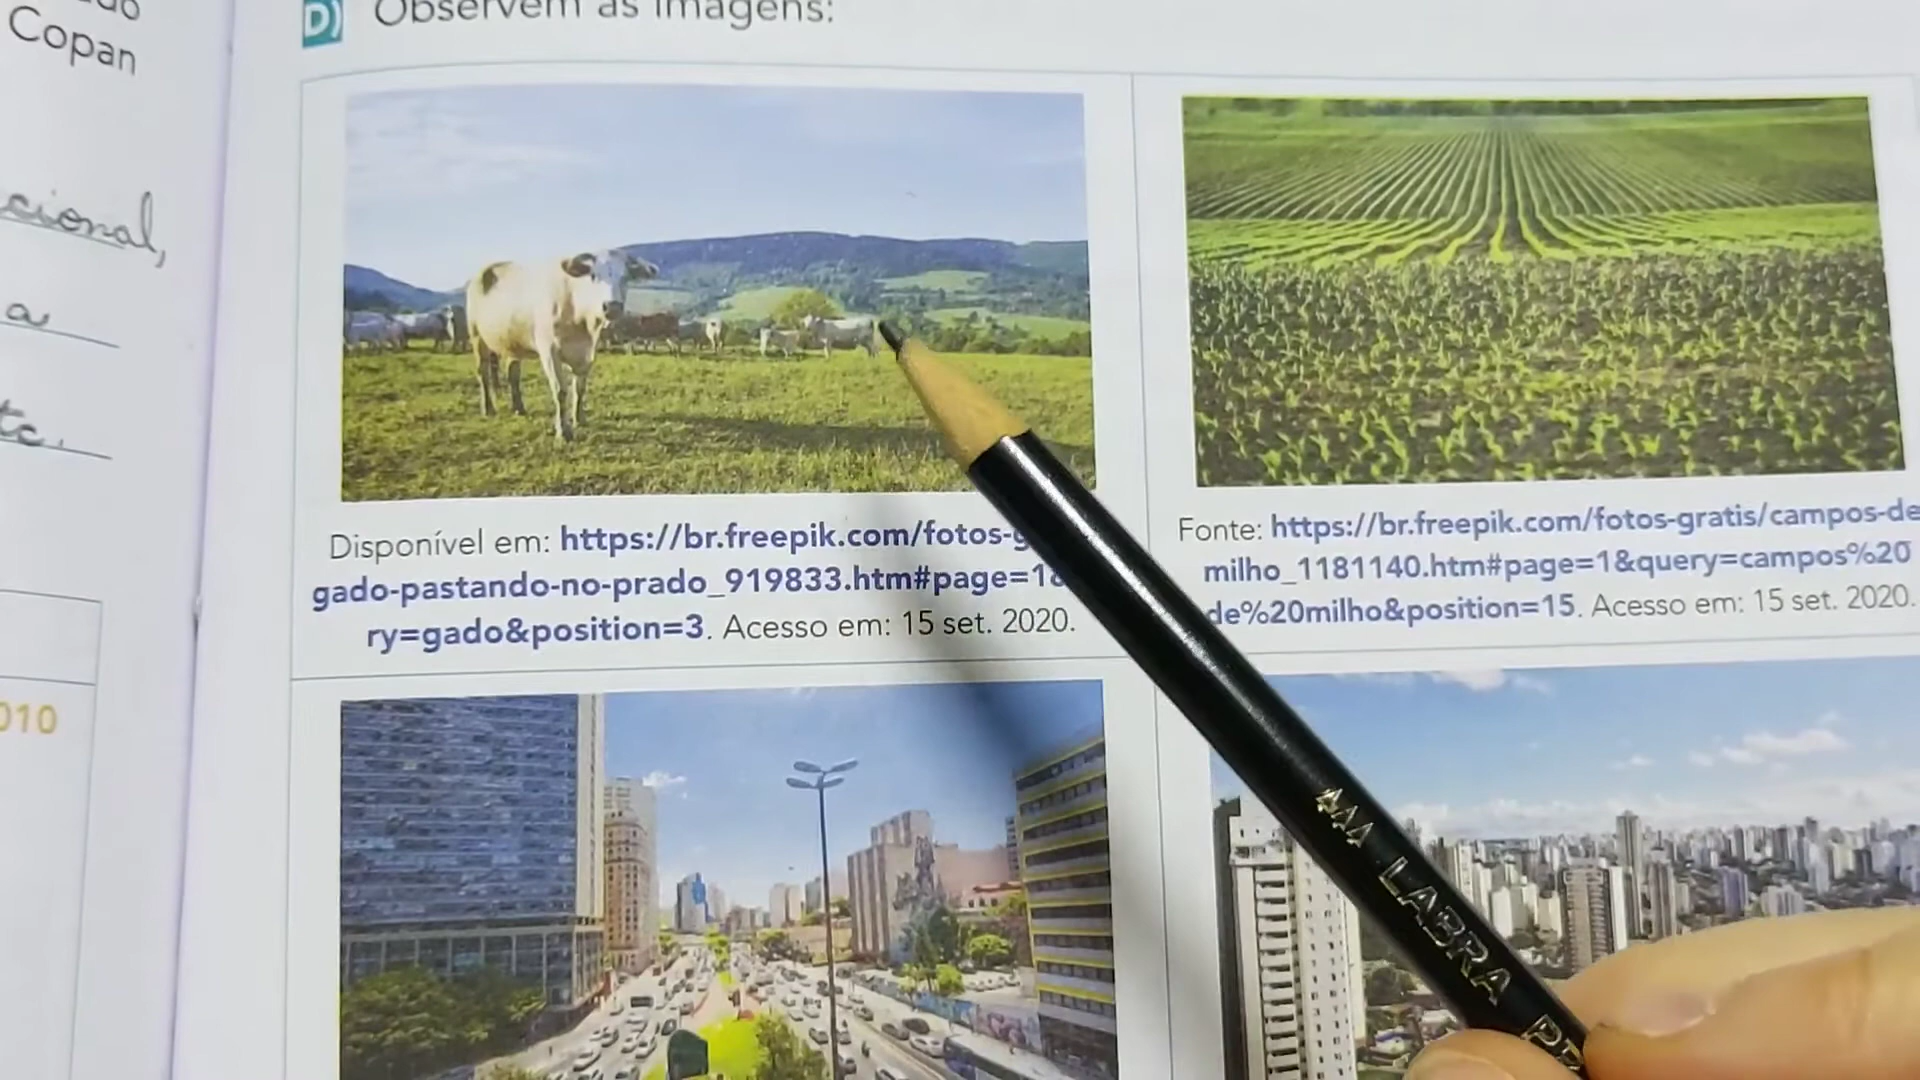 Copan
cional,
a
tc.
010
D) Observem as imagens:
Disponível em: https://br.freepik.com/fotos-
gado-pastando-no-prado_919833.htm#page=1
ry=gado&position=3. Acesso em: 15 set. 2020.
Fonte: https://br.freepik.com/fotos-gratis/campos-de
milho_1181140.htm#page=1&query=campos%20
de%20milho&position=15. Acesso em: 15 set. 2020.
LABRA